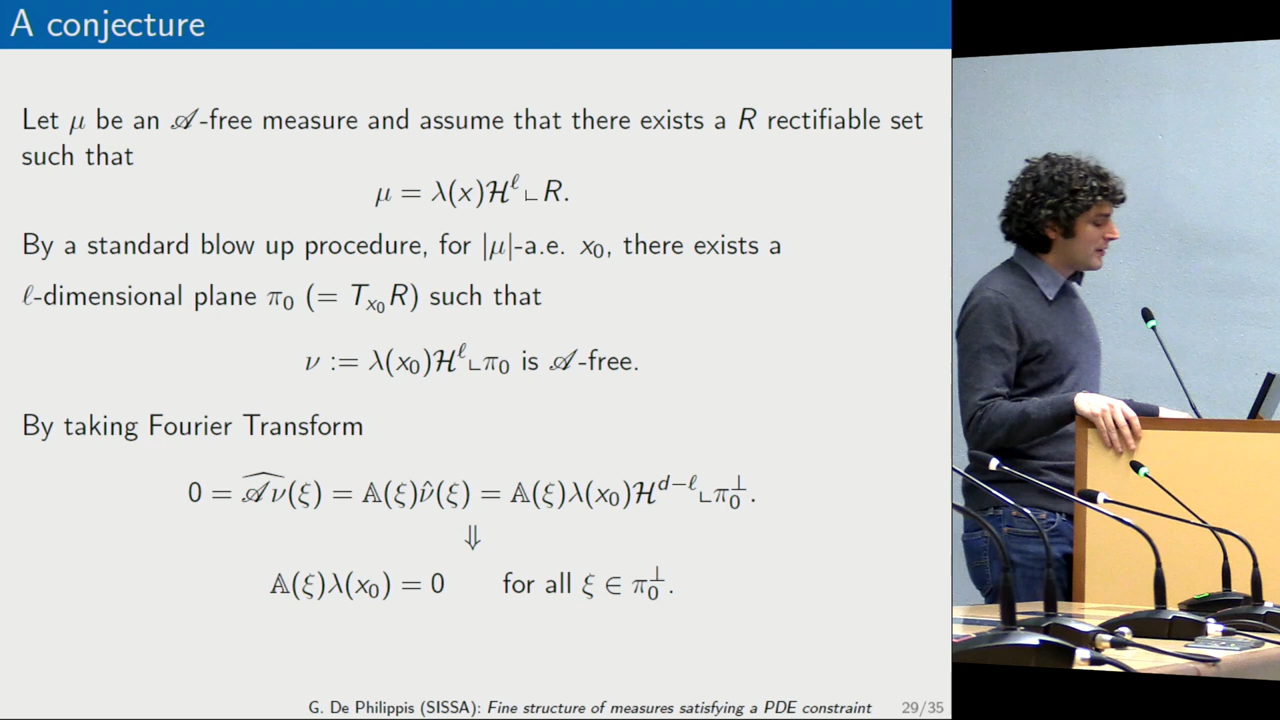 A conjecture
Let μ be an 𝒜-free measure and assume that there exists a R rectifiable set
such that
μ = λ(x)ℋ^ℓ ⌞ R.
By a standard blow up procedure, for |μ|-a.e. x₀, there exists a
ℓ-dimensional plane π₀ (= T_{x₀}R) such that
ν := λ(x₀)ℋ^ℓ⌞π₀ is 𝒜-free.
By taking Fourier Transform
0 = \widehat{𝒜ν}(ξ) = 𝔸(ξ)ν̂(ξ) = 𝔸(ξ)λ(x₀)ℋ^{d−ℓ}⌞π₀^⊥.
⇓
𝔸(ξ)λ(x₀) = 0 for all ξ ∈ π₀^⊥.
G. De Philippis (SISSA): Fine structure of measures satisfying a PDE constraint 29/35